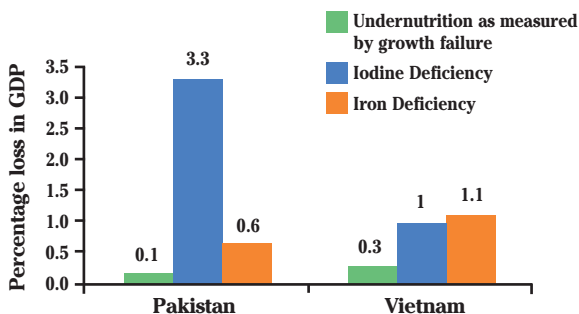 Undernutrition as measured
by growth failure
Iodine Deficiency
Iron Deficiency
Percentage loss in GDP
3.5
3.0
2.5
2.0
1.5
1.0
0.5
0.0
0.1
3.3
0.6
0.3
1
1.1
Pakistan
Vietnam